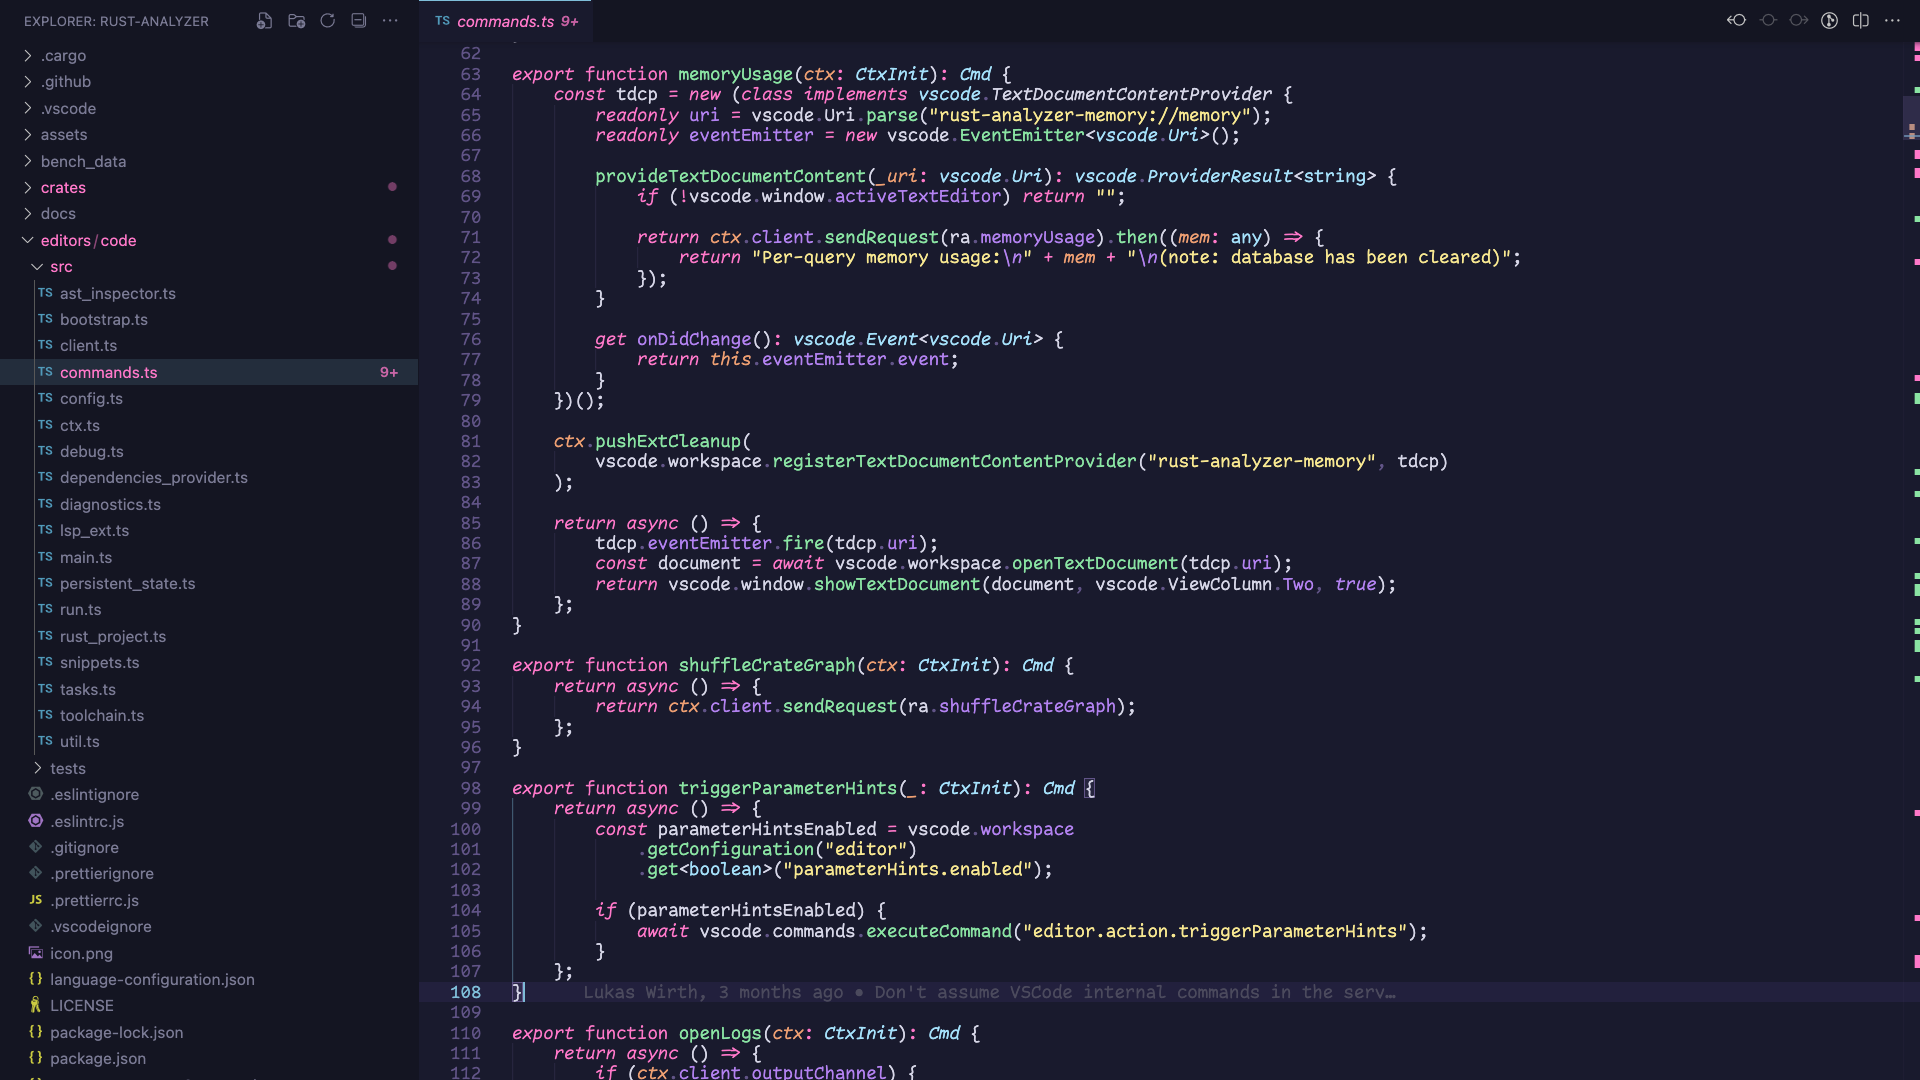 EXPLORER: RUST-ANALYZER
.cargo
.github
.vscode
assets
bench_data
crates
docs
editors/code
src
TS ast_inspector.ts
TS bootstrap.ts
TS client.ts
TS commands.ts 9+
TS config.ts
TS ctx.ts
TS debug.ts
TS dependencies_provider.ts
TS diagnostics.ts
TS lsp_ext.ts
TS main.ts
TS persistent_state.ts
TS run.ts
TS rust_project.ts
TS snippets.ts
TS tasks.ts
TS toolchain.ts
TS util.ts
tests
.eslintignore
.eslintrc.js
.gitignore
.prettierignore
JS .prettierrc.js
.vscodeignore
icon.png
{} language-configuration.json
LICENSE
{} package-lock.json
{} package.json
TS commands.ts 9+
62
63 export function memoryUsage(ctx: CtxInit): Cmd {
64     const tdcp = new (class implements vscode.TextDocumentContentProvider {
65         readonly uri = vscode.Uri.parse("rust-analyzer-memory://memory");
66         readonly eventEmitter = new vscode.EventEmitter<vscode.Uri>();
67
68         provideTextDocumentContent(_uri: vscode.Uri): vscode.ProviderResult<string> {
69             if (!vscode.window.activeTextEditor) return "";
70
71             return ctx.client.sendRequest(ra.memoryUsage).then((mem: any) => {
72                 return "Per-query memory usage:\n" + mem + "\n(note: database has been cleared)";
73             });
74         }
75
76         get onDidChange(): vscode.Event<vscode.Uri> {
77             return this.eventEmitter.event;
78         }
79     })();
80
81     ctx.pushExtCleanup(
82         vscode.workspace.registerTextDocumentContentProvider("rust-analyzer-memory", tdcp)
83     );
84
85     return async () => {
86         tdcp.eventEmitter.fire(tdcp.uri);
87         const document = await vscode.workspace.openTextDocument(tdcp.uri);
88         return vscode.window.showTextDocument(document, vscode.ViewColumn.Two, true);
89     };
90 }
91
92 export function shuffleCrateGraph(ctx: CtxInit): Cmd {
93     return async () => {
94         return ctx.client.sendRequest(ra.shuffleCrateGraph);
95     };
96 }
97
98 export function triggerParameterHints(_: CtxInit): Cmd {
99     return async () => {
100         const parameterHintsEnabled = vscode.workspace
101             .getConfiguration("editor")
102             .get<boolean>("parameterHints.enabled");
103
104         if (parameterHintsEnabled) {
105             await vscode.commands.executeCommand("editor.action.triggerParameterHints");
106         }
107     };
108 } Lukas Wirth, 3 months ago • Don't assume VSCode internal commands in the serv…
109
110 export function openLogs(ctx: CtxInit): Cmd {
111     return async () => {
112         if (ctx.client.outputChannel) {